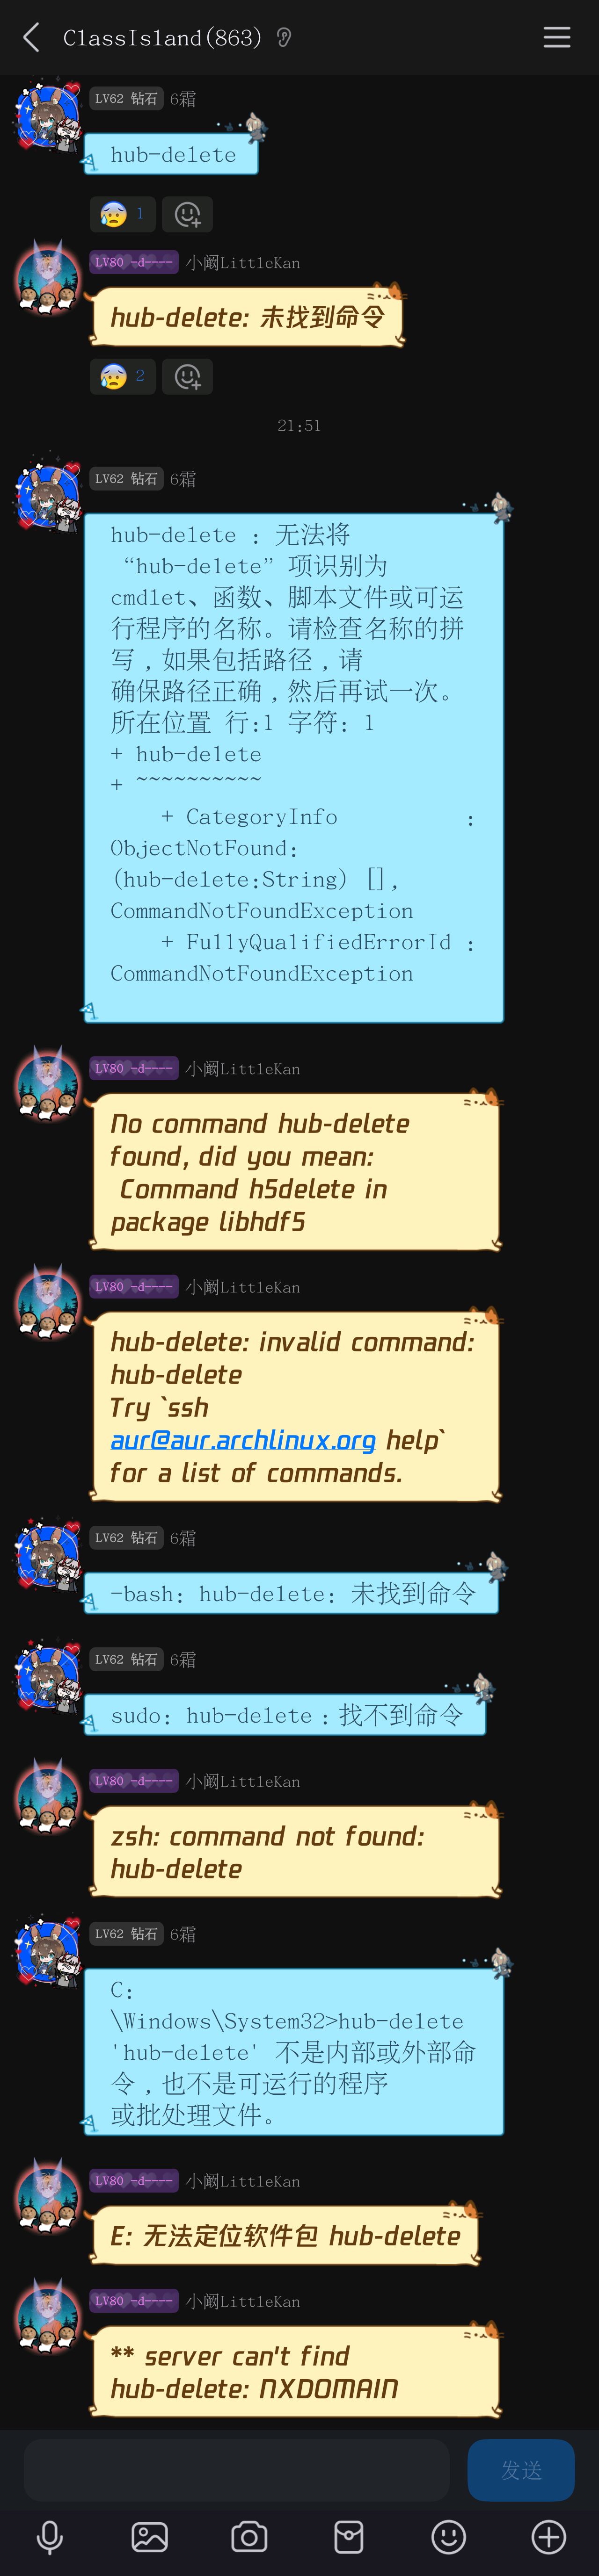 ClassIsland(863)
LV62 钻石 6霜
hub-delete
1
LV80 -d---- 小阚LittleKan
hub-delete: 未找到命令
2
21:51
LV62 钻石 6霜
hub-delete : 无法将
“hub-delete”项识别为
cmdlet、函数、脚本文件或可运
行程序的名称。请检查名称的拼
写，如果包括路径，请
确保路径正确，然后再试一次。
所在位置 行:1 字符: 1
+ hub-delete
+ ~~~~~~~~~~
+ CategoryInfo :
ObjectNotFound:
(hub-delete:String) [],
CommandNotFoundException
+ FullyQualifiedErrorId :
CommandNotFoundException
LV80 -d---- 小阚LittleKan
No command hub-delete
found, did you mean:
Command h5delete in
package libhdf5
LV80 -d---- 小阚LittleKan
hub-delete: invalid command:
hub-delete
Try `ssh
aur@aur.archlinux.org help`
for a list of commands.
LV62 钻石 6霜
-bash: hub-delete: 未找到命令
LV62 钻石 6霜
sudo: hub-delete：找不到命令
LV80 -d---- 小阚LittleKan
zsh: command not found:
hub-delete
LV62 钻石 6霜
C:
\Windows\System32>hub-delete
'hub-delete' 不是内部或外部命
令，也不是可运行的程序
或批处理文件。
LV80 -d---- 小阚LittleKan
E: 无法定位软件包 hub-delete
LV80 -d---- 小阚LittleKan
** server can't find
hub-delete: NXDOMAIN
发送